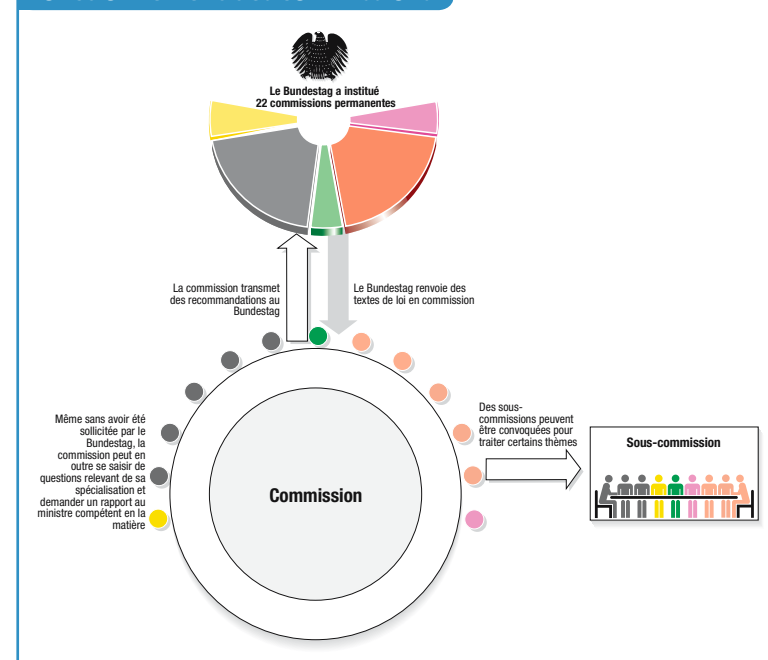 Le Bundestag a institué
22 commissions permanentes
La commission transmet
des recommandations au
Bundestag
Le Bundestag renvoie des
textes de loi en commission
Même sans avoir été
sollicitée par le
Bundestag, la
commission peut en
outre se saisir de
questions relevant de sa
spécialisation et
demander un rapport au
ministre compétent en la
matière
Commission
Des sous-
commissions peuvent
être convoquées pour
traiter certains thèmes
Sous-commission